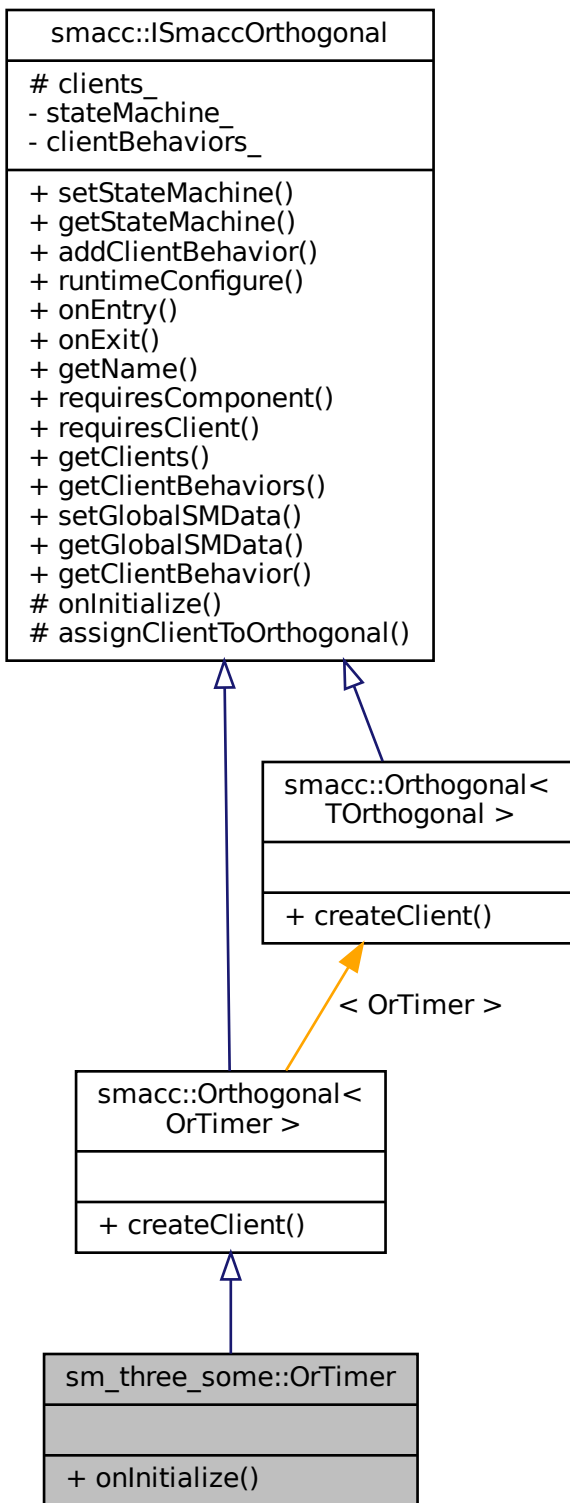 smacc::ISmaccOrthogonal
# clients_
- stateMachine_
- clientBehaviors_
+ setStateMachine()
+ getStateMachine()
+ addClientBehavior()
+ runtimeConfigure()
+ onEntry()
+ onExit()
+ getName()
+ requiresComponent()
+ requiresClient()
+ getClients()
+ getClientBehaviors()
+ setGlobalSMData()
+ getGlobalSMData()
+ getClientBehavior()
# onInitialize()
# assignClientToOrthogonal()
smacc::Orthogonal<
TOrthogonal >
+ createClient()
< OrTimer >
smacc::Orthogonal<
OrTimer >
+ createClient()
sm_three_some::OrTimer
+ onInitialize()